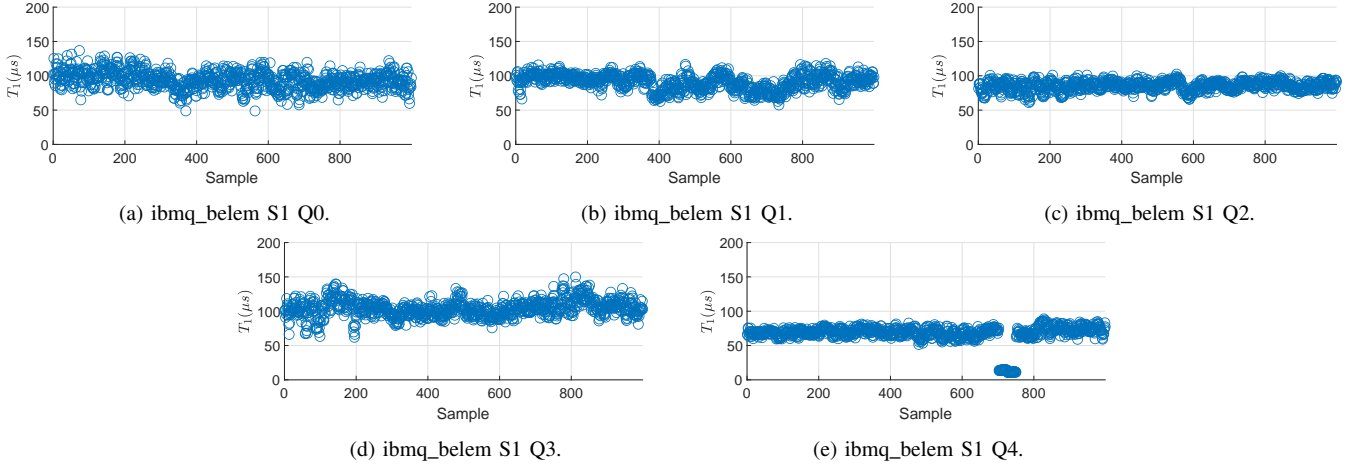 200
150
100
50
0
T₁(μs)
0 200 400 600 800
Sample
(a) ibmq_belem S1 Q0.
200
150
100
50
0
T₁(μs)
0 200 400 600 800
Sample
(b) ibmq_belem S1 Q1.
200
150
100
50
0
T₁(μs)
0 200 400 600 800
Sample
(c) ibmq_belem S1 Q2.
200
150
100
50
0
T₁(μs)
0 200 400 600 800
Sample
(d) ibmq_belem S1 Q3.
200
150
100
50
0
T₁(μs)
0 200 400 600 800
Sample
(e) ibmq_belem S1 Q4.